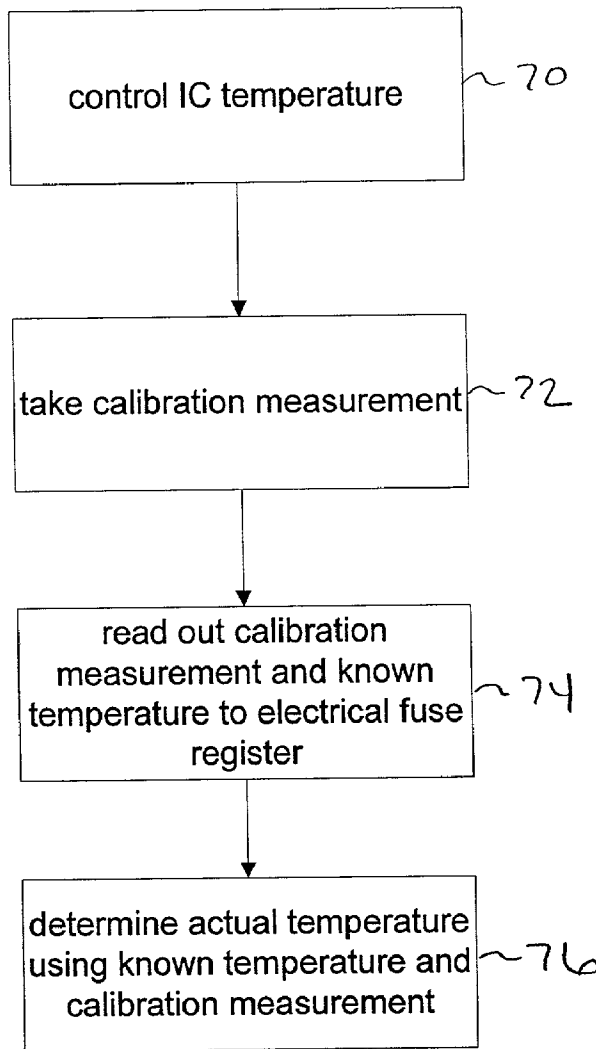 control IC temperature
70
take calibration measurement
72
read out calibration
measurement and known
temperature to electrical fuse
register
74
determine actual temperature
using known temperature and
calibration measurement
76